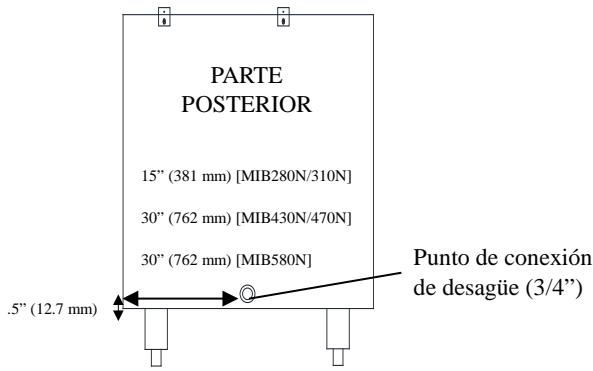 PARTE
POSTERIOR
15” (381 mm) [MIB280N/310N]
30” (762 mm) [MIB430N/470N]
30” (762 mm) [MIB580N]
Punto de conexión
de desagüe (3/4”)
.5” (12.7 mm)